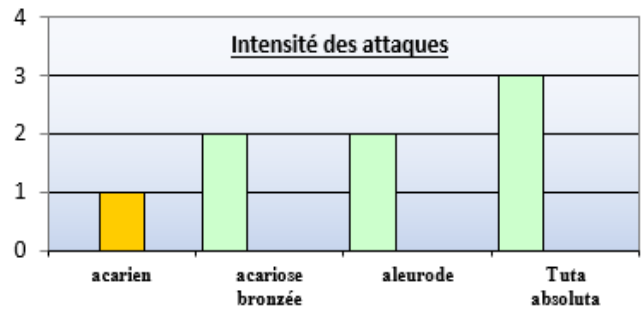 Intensité des attaques
4
3
2
1
0
acarien
acariose
bronzée
aleurode
Tuta
absoluta